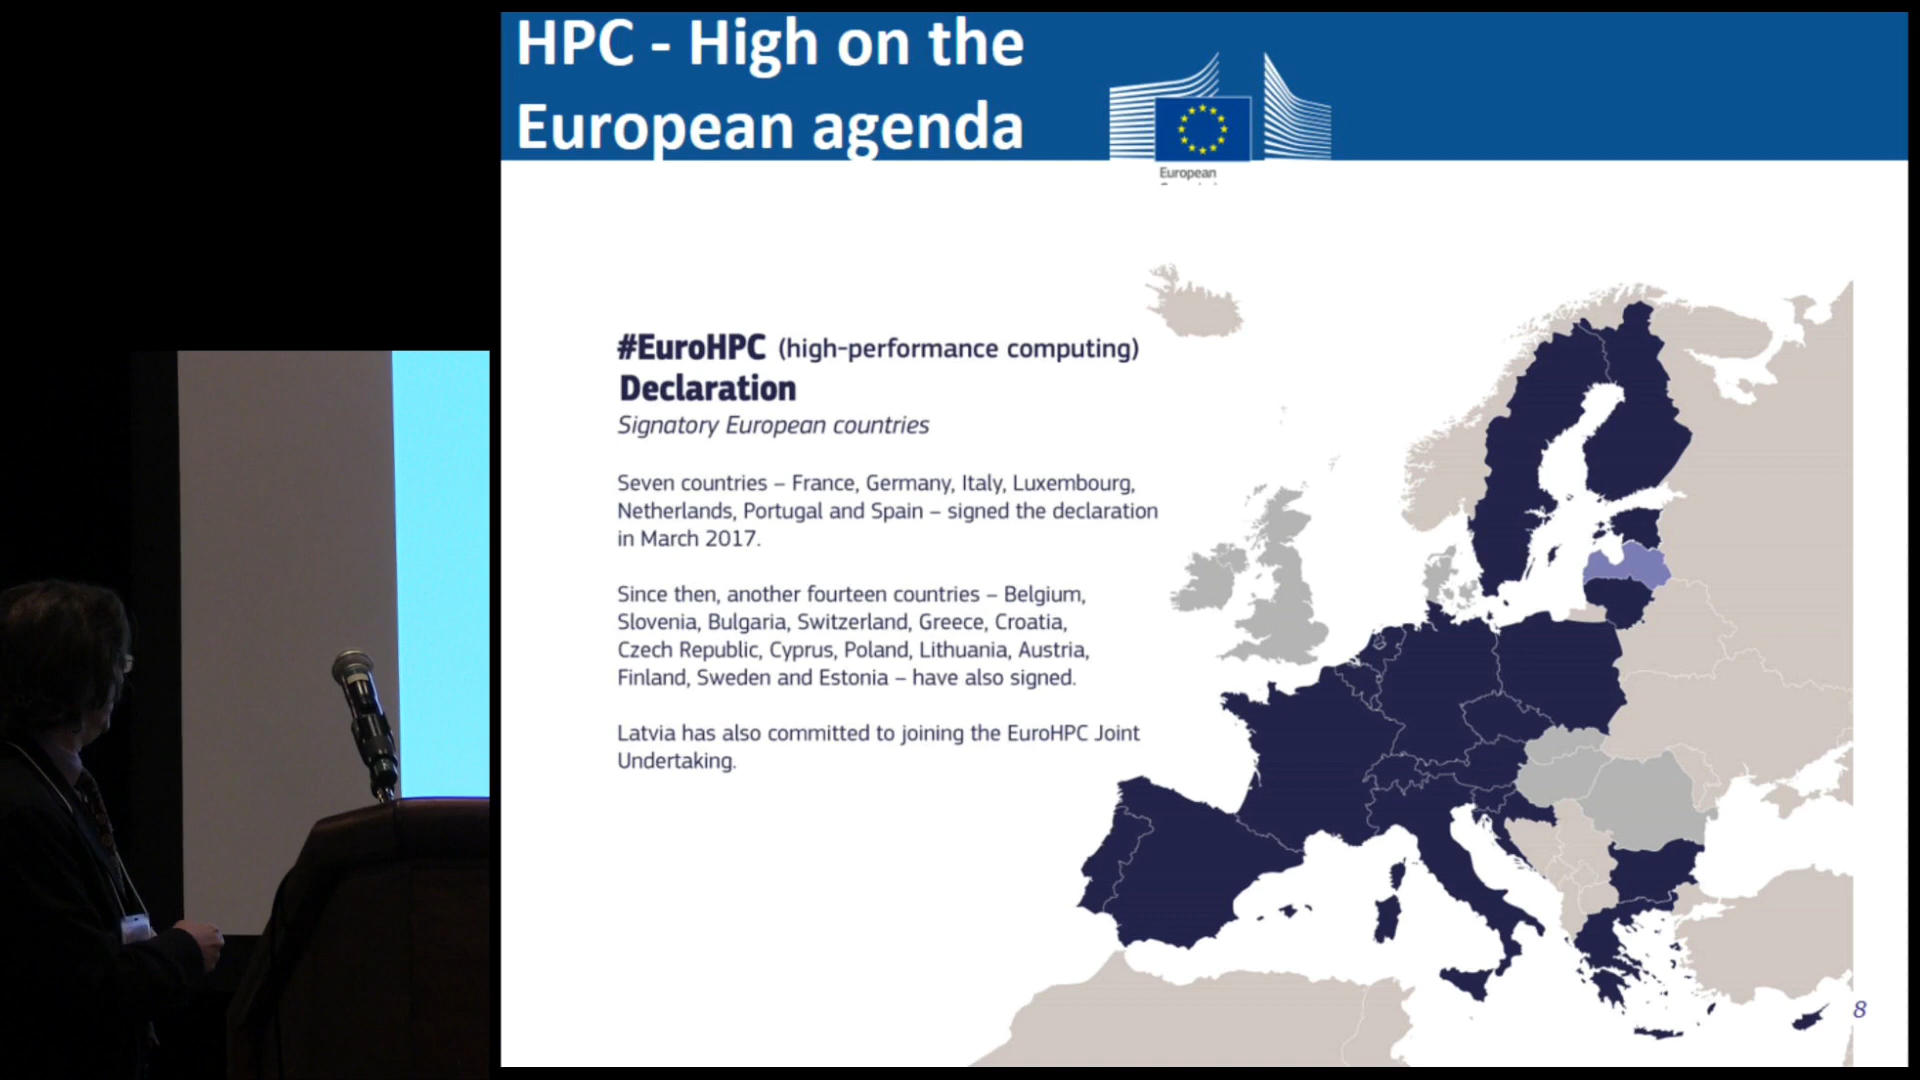 HPC - High on the
European agenda
European
#EuroHPC (high-performance computing)
Declaration
Signatory European countries
Seven countries – France, Germany, Italy, Luxembourg,
Netherlands, Portugal and Spain – signed the declaration
in March 2017.
Since then, another fourteen countries – Belgium,
Slovenia, Bulgaria, Switzerland, Greece, Croatia,
Czech Republic, Cyprus, Poland, Lithuania, Austria,
Finland, Sweden and Estonia – have also signed.
Latvia has also committed to joining the EuroHPC Joint
Undertaking.
8